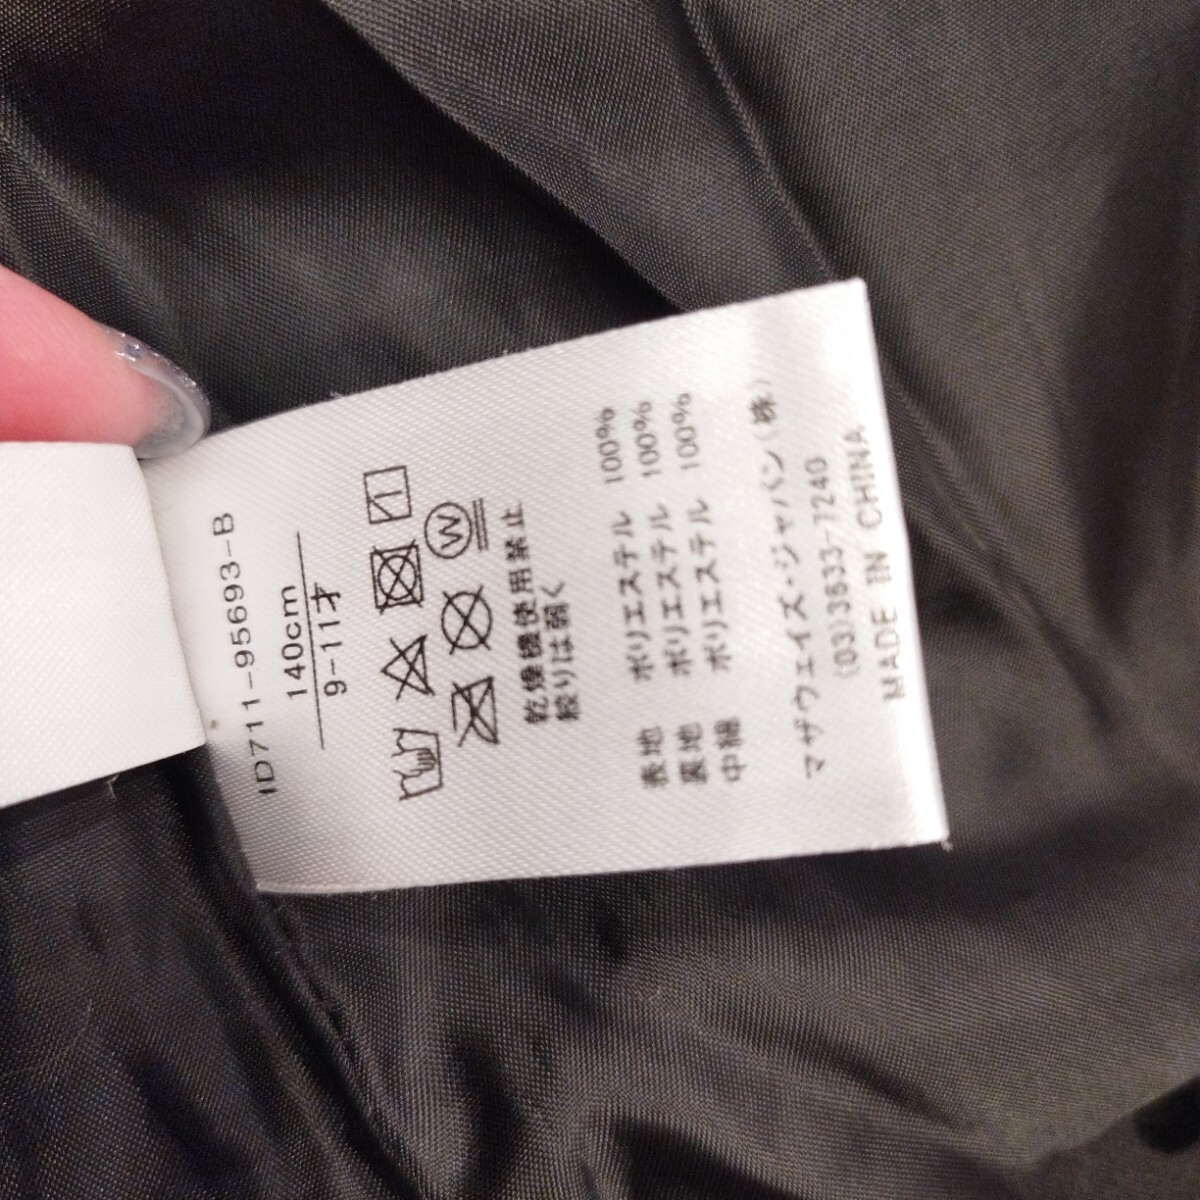 ID711-95693-B
140cm
9-11才
W
乾燥機使用禁止
絞りは弱く
表地 ポリエステル 100%
裏地 ポリエステル 100%
中綿 ポリエステル 100%
マザウェイズ・ジャパン(株)
(03)3633-7240
MADE IN CHINA